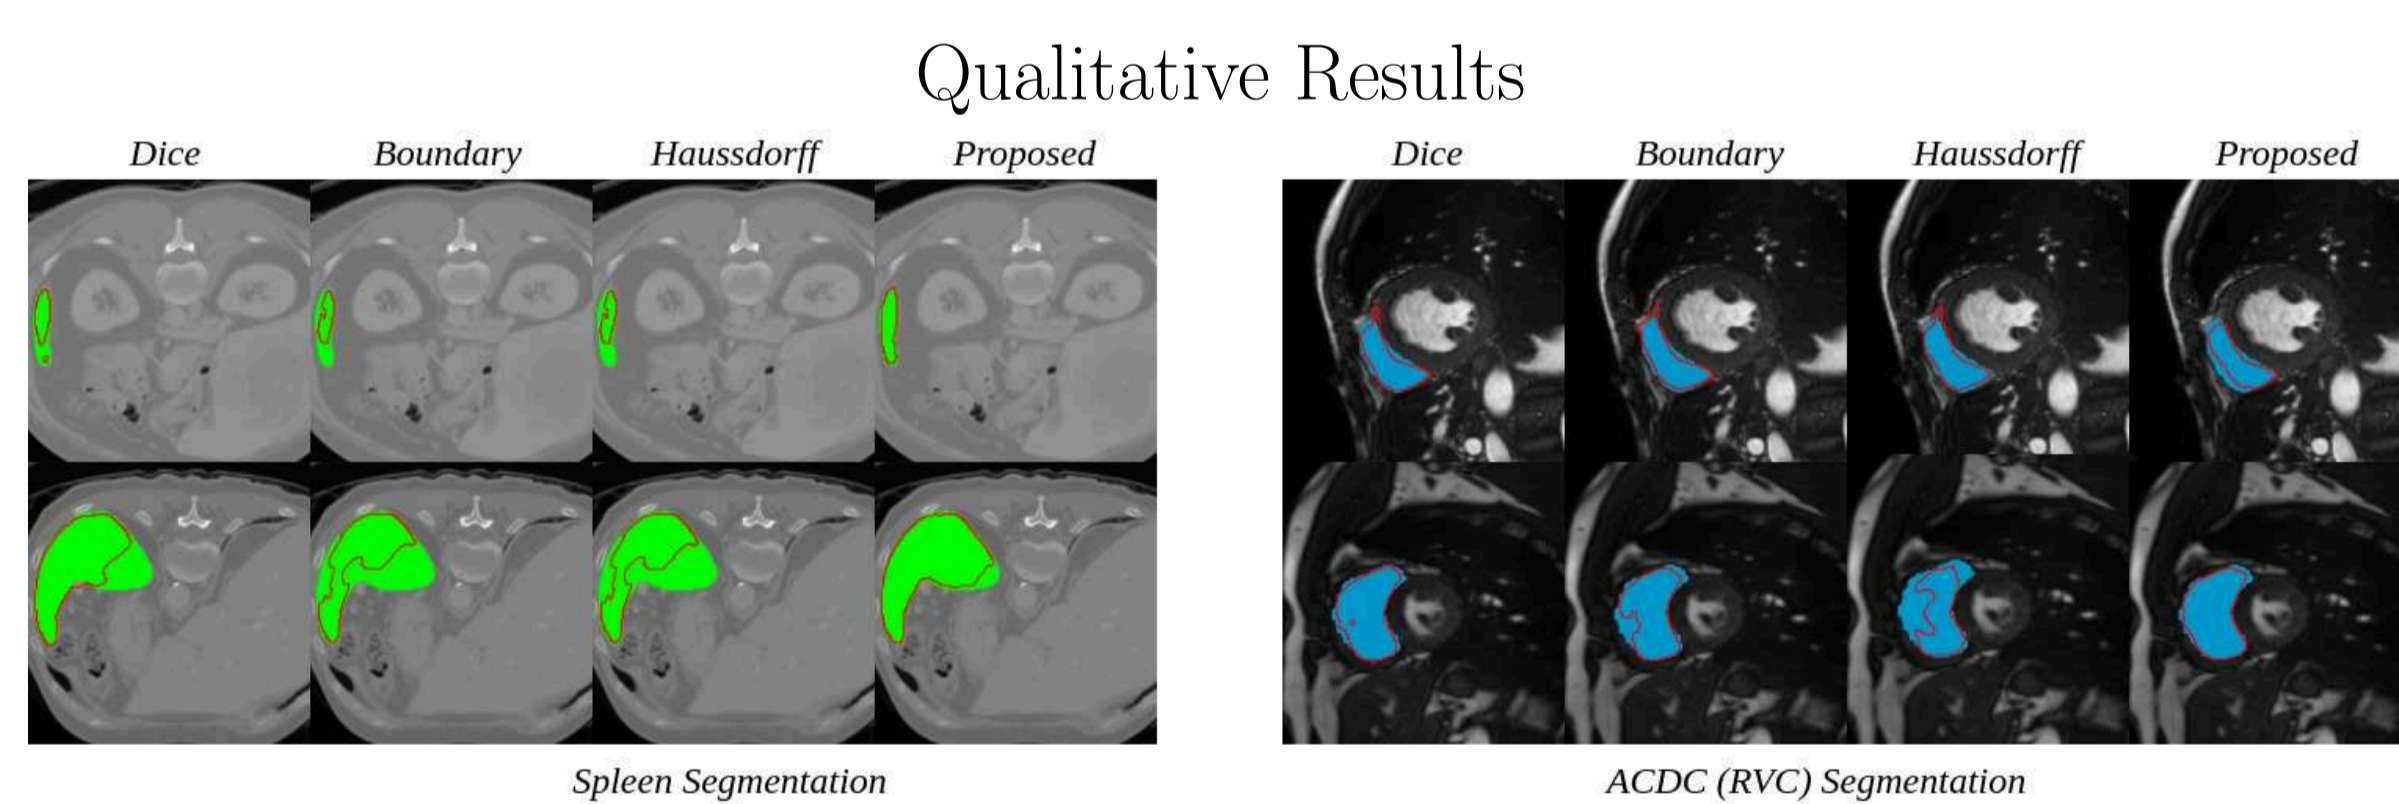 Qualitative Results
Dice Boundary Haussdorff Proposed Dice Boundary Haussdorff Proposed
Spleen Segmentation ACDC (RVC) Segmentation